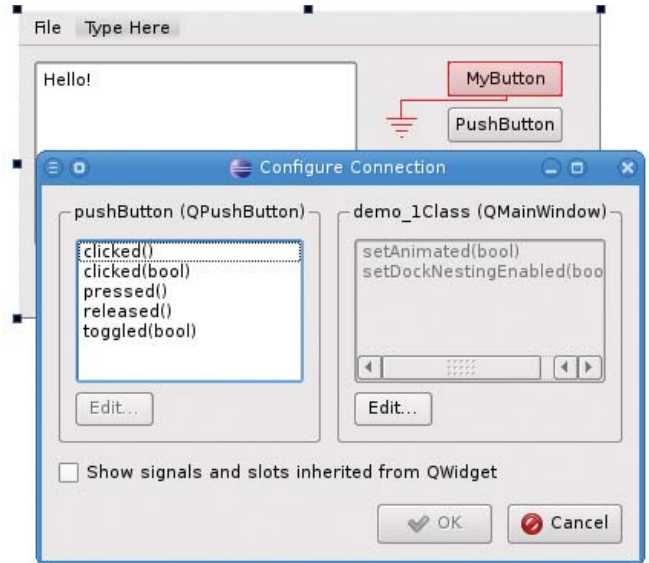 File Type Here
Hello!
MyButton
PushButton
Configure Connection
pushButton (QPushButton)
clicked()
clicked(bool)
pressed()
released()
toggled(bool)
Edit...
demo_1Class (QMainWindow)
setAnimated(bool)
setDockNestingEnabled(boo
Edit...
Show signals and slots inherited from QWidget
OK
Cancel